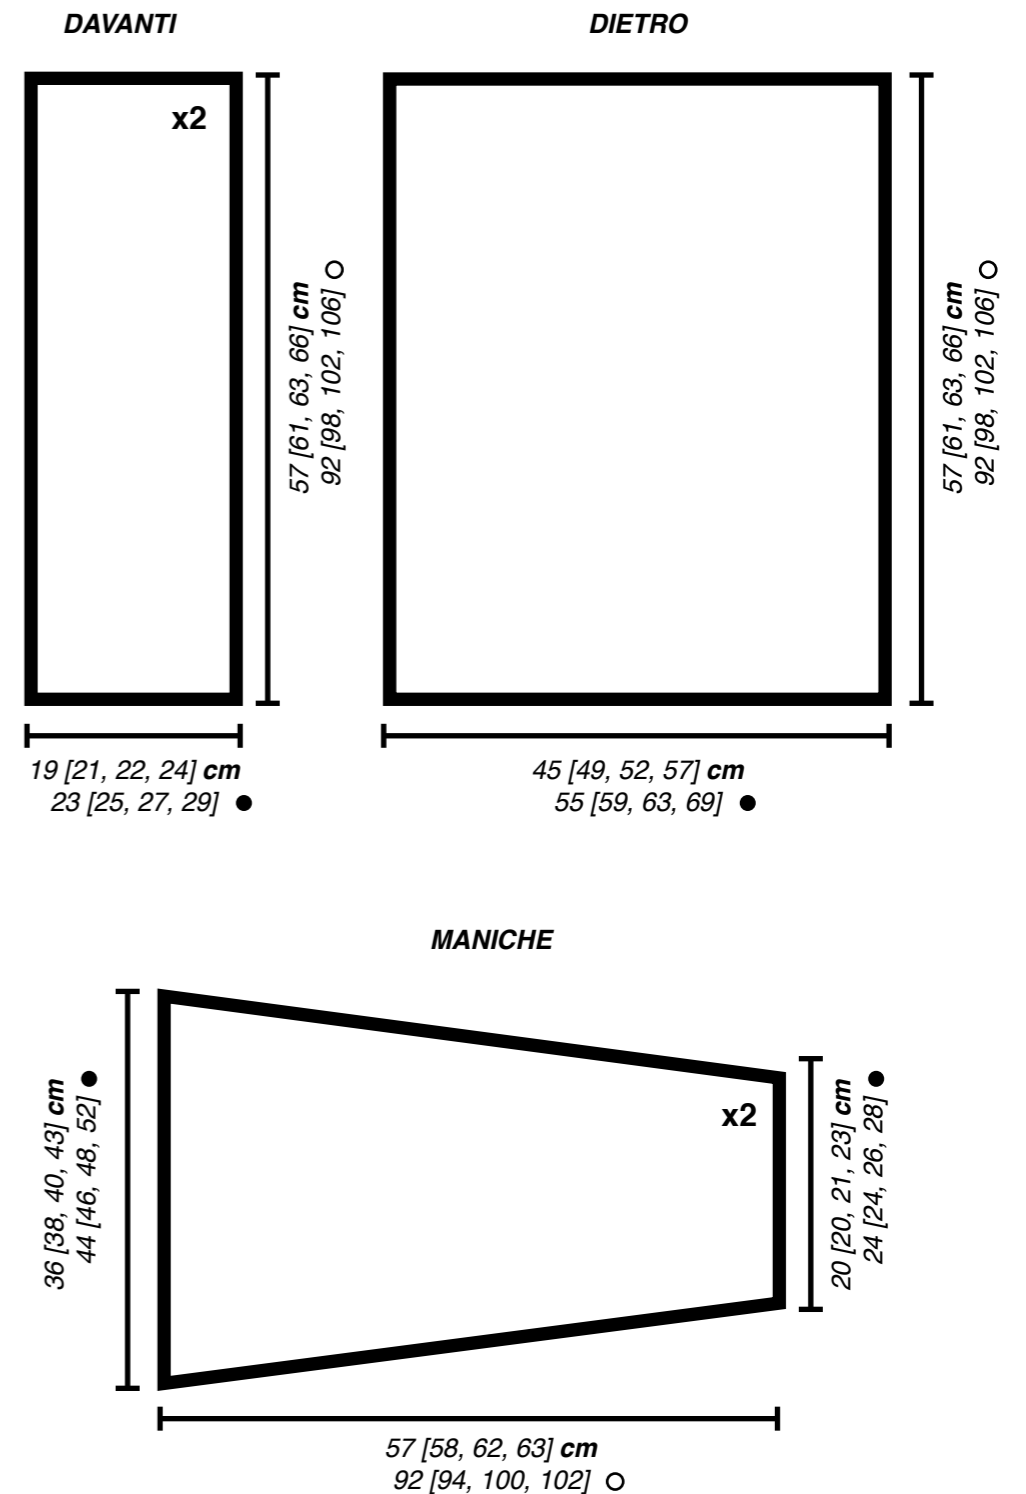 DAVANTI
DIETRO
x2
57 [61, 63, 66] cm
92 [98, 102, 106] ○
57 [61, 63, 66] cm
92 [98, 102, 106] ○
19 [21, 22, 24] cm
23 [25, 27, 29] ●
45 [49, 52, 57] cm
55 [59, 63, 69] ●
MANICHE
36 [38, 40, 43] cm
44 [46, 48, 52] ●
x2
20 [20, 21, 23] cm
24 [24, 26, 28] ●
57 [58, 62, 63] cm
92 [94, 100, 102] ○